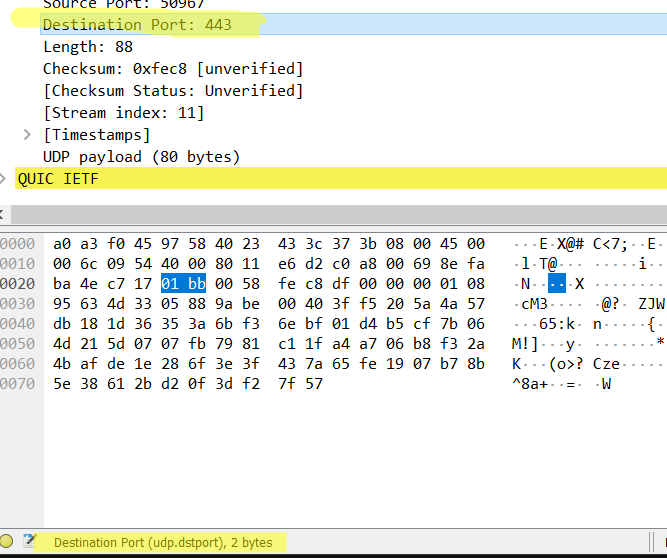 Source Port: 50967
Destination Port: 443
Length: 88
Checksum: 0xfec8 [unverified]
[Checksum Status: Unverified]
[Stream index: 11]
[Timestamps]
UDP payload (80 bytes)
QUIC IETF
0000 a0 a3 f0 45 97 58 40 23 43 3c 37 3b 08 00 45 00 ···E·X@# C<7;··E·
0010 00 6c 09 54 40 00 80 11 e6 d2 c0 a8 00 69 8e fa ·l·T@··· ·····i··
0020 ba 4e c7 17 01 bb 00 58 fe c8 df 00 00 00 01 08 ·N·····X ········
0030 95 63 4d 33 05 88 9a be 00 40 3f f5 20 5a 4a 57 ·cM3···· ·@?· ZJW
0040 db 18 1d 36 35 3a 6b f3 6e bf 01 d4 b5 cf 7b 06 ···65:k· n·····{·
0050 4d 21 5d 07 07 fb 79 81 c1 1f a4 a7 06 b8 f3 2a M!]···y· ·······*
0060 4b af de 1e 28 6f 3e 3f 43 7a 65 fe 19 07 b7 8b K···(o>? Cze·····
0070 5e 38 61 2b d2 0f 3d f2 7f 57 ^8a+··=· ·W
Destination Port (udp.dstport), 2 bytes